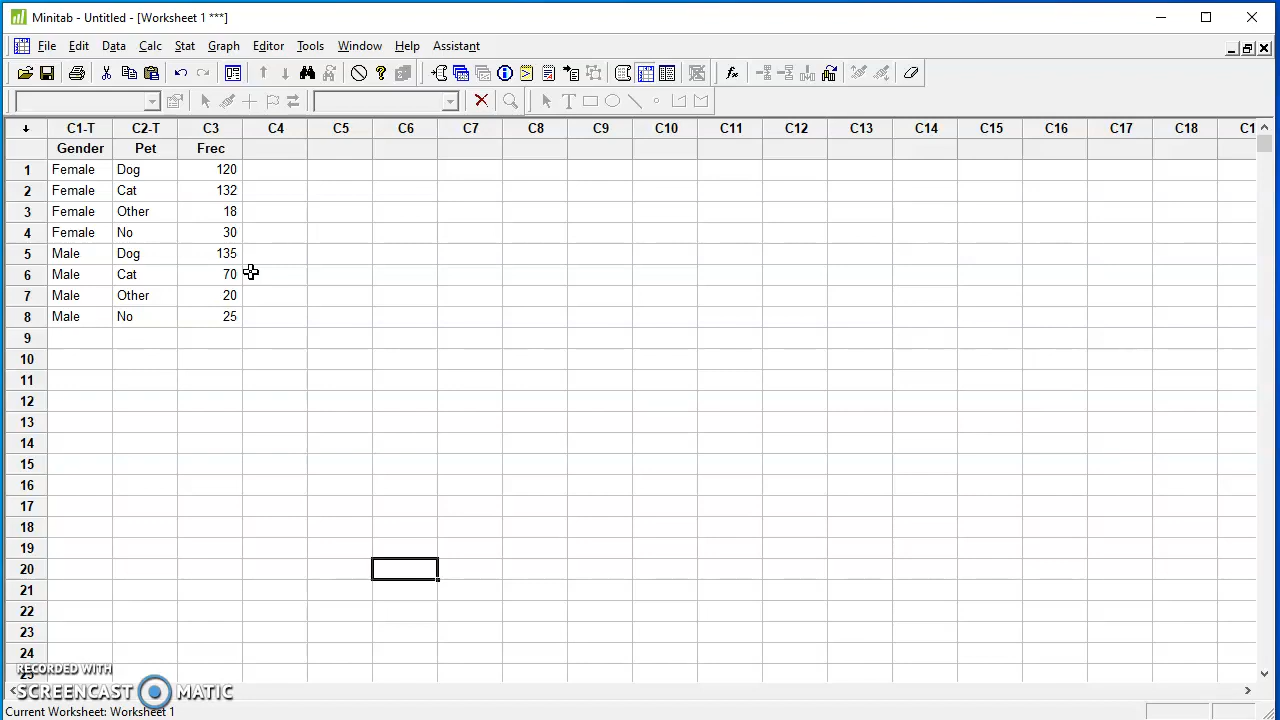 Minitab - Untitled - [Worksheet 1 ***]
File Edit Data Calc Stat Graph Editor Tools Window Help Assistant
C1-T C2-T C3 C4 C5 C6 C7 C8 C9 C10 C11 C12 C13 C14 C15 C16 C17 C18 C1
Gender Pet Frec
1 Female Dog 120
2 Female Cat 132
3 Female Other 18
4 Female No 30
5 Male Dog 135
6 Male Cat 70
7 Male Other 20
8 Male No 25
9
10
11
12
13
14
15
16
17
18
19
20
21
22
23
24
25
RECORDED WITH
SCREENCAST MATIC
Current Worksheet: Worksheet 1